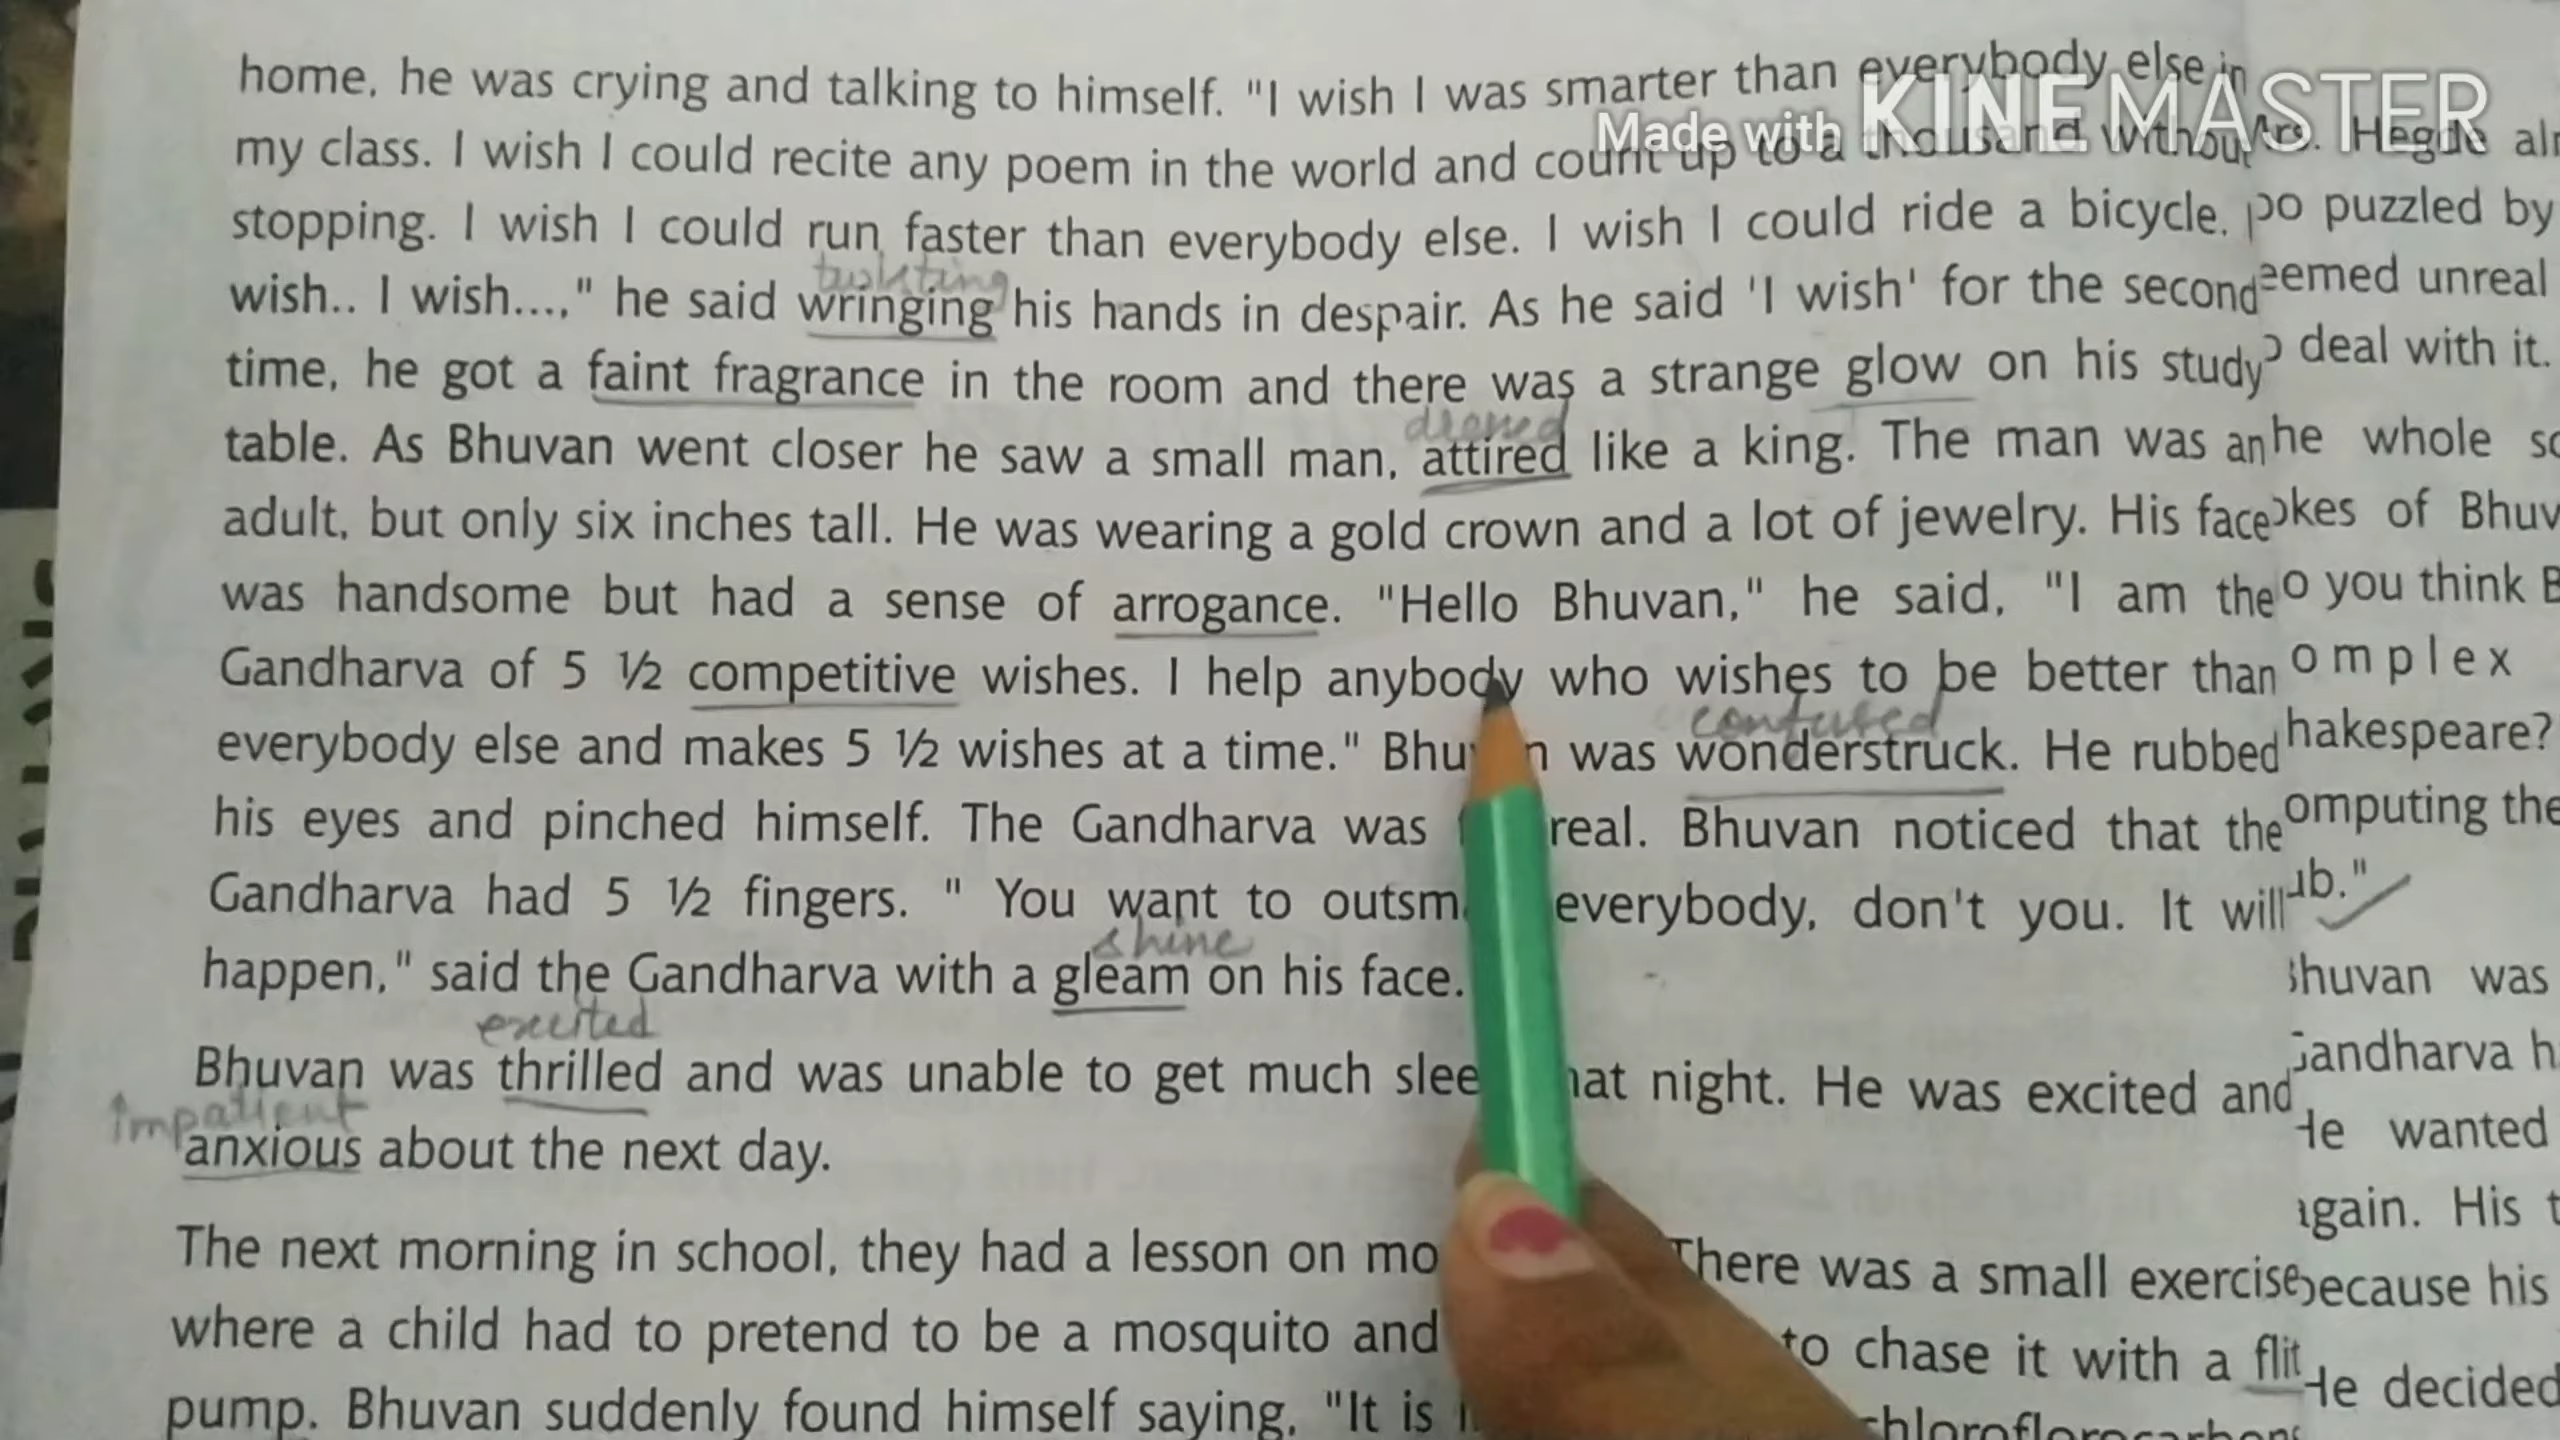 Made with KINEMASTER
home, he was crying and talking to himself. "I wish I was smarter than everybody else in
my class. I wish I could recite any poem in the world and count up to a thousand without
stopping. I wish I could run faster than everybody else. I wish I could ride a bicycle. I
twisting
wish.. I wish...," he said wringing his hands in despair. As he said 'I wish' for the second
time, he got a faint fragrance in the room and there was a strange glow on his study
dressed
table. As Bhuvan went closer he saw a small man, attired like a king. The man was an
adult, but only six inches tall. He was wearing a gold crown and a lot of jewelry. His face
was handsome but had a sense of arrogance. "Hello Bhuvan," he said, "I am the
Gandharva of 5 ½ competitive wishes. I help anybody who wishes to be better than
confused
everybody else and makes 5 ½ wishes at a time." Bhuvan was wonderstruck. He rubbed
his eyes and pinched himself. The Gandharva was real. Bhuvan noticed that the
Gandharva had 5 ½ fingers. " You want to outsmart everybody, don't you. It will
shine
happen," said the Gandharva with a gleam on his face.
excited
Bhuvan was thrilled and was unable to get much sleep that night. He was excited and
impatient
anxious about the next day.
The next morning in school, they had a lesson on There was a small exercise
where a child had to pretend to be a mosquito and to chase it with a flit
pump. Bhuvan suddenly found himself saying, "It is
Mrs. Hegde
puzzled by
seemed unreal
deal with it.
he whole
of Bhuv
o you think B
omplex
hakespeare?
omputing the
ub."
Bhuvan was
Gandharva h
He wanted
again. His t
because his
He decided